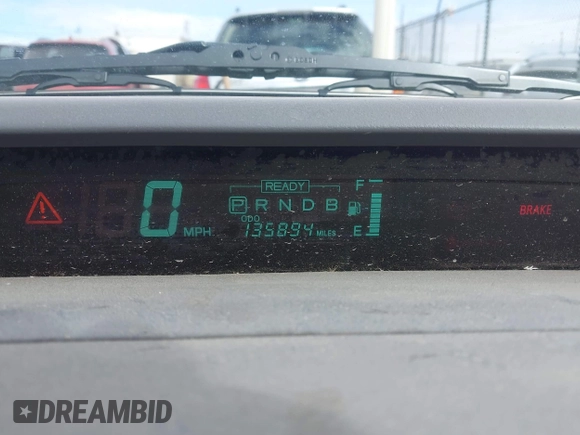 READY
0 MPH
P R N D B
ODO
135894 MILES
F
E
BRAKE
DREAMBID